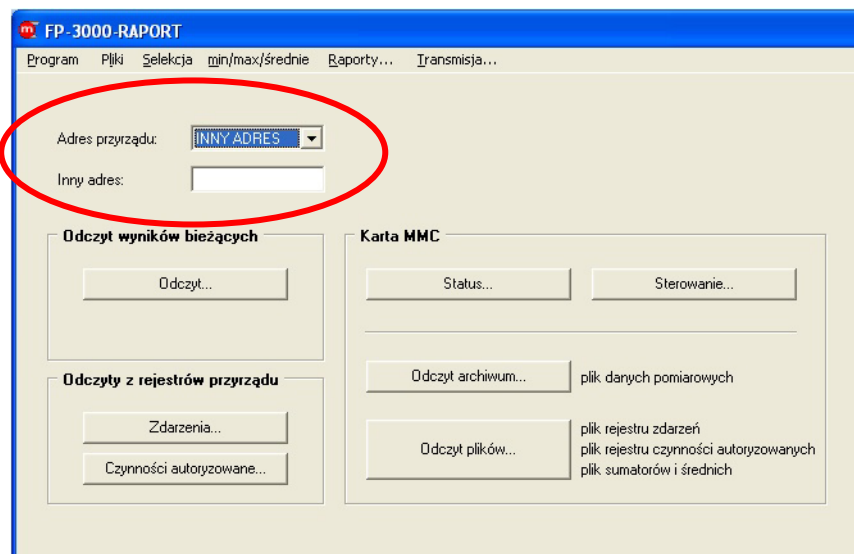 FP-3000-RAPORT
Program Pliki Selekcja min/max/średnie Raporty... Transmisja...
Adres przyrządu: INNY ADRES
Inny adres:
Odczyt wyników bieżących
Odczyt...
Karta MMC
Status... Sterowanie...
Odczyt archiwum... plik danych pomiarowych
Odczyt plików...
plik rejestru zdarzeń
plik rejestru czynności autoryzowanych
plik sumatorów i średnich
Odczyty z rejestrów przyrządu
Zdarzenia...
Czynności autoryzowane...